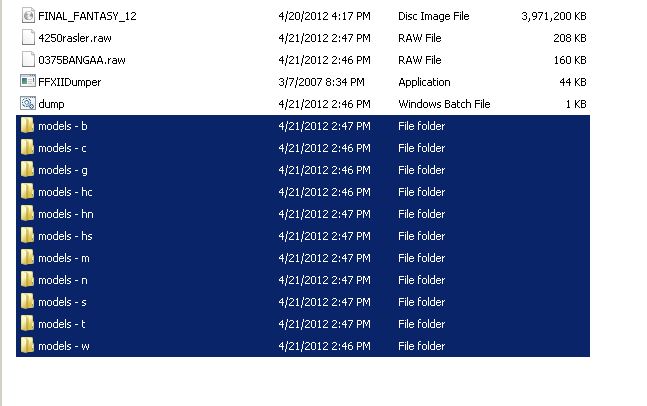 FINAL_FANTASY_12 4/20/2012 4:17 PM Disc Image File 3,971,200 KB
4250rasler.raw 4/21/2012 2:47 PM RAW File 208 KB
0375BANGAA.raw 4/21/2012 2:46 PM RAW File 160 KB
FFXIIDumper 3/7/2007 8:34 PM Application 44 KB
dump 4/21/2012 2:46 PM Windows Batch File 1 KB
models - b 4/21/2012 2:47 PM File folder
models - c 4/21/2012 2:46 PM File folder
models - g 4/21/2012 2:46 PM File folder
models - hc 4/21/2012 2:46 PM File folder
models - hn 4/21/2012 2:47 PM File folder
models - hs 4/21/2012 2:47 PM File folder
models - m 4/21/2012 2:46 PM File folder
models - n 4/21/2012 2:47 PM File folder
models - s 4/21/2012 2:47 PM File folder
models - t 4/21/2012 2:47 PM File folder
models - w 4/21/2012 2:46 PM File folder